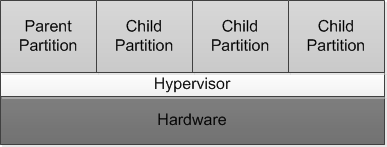 Parent
Partition
Child
Partition
Child
Partition
Child
Partition
Hypervisor
Hardware